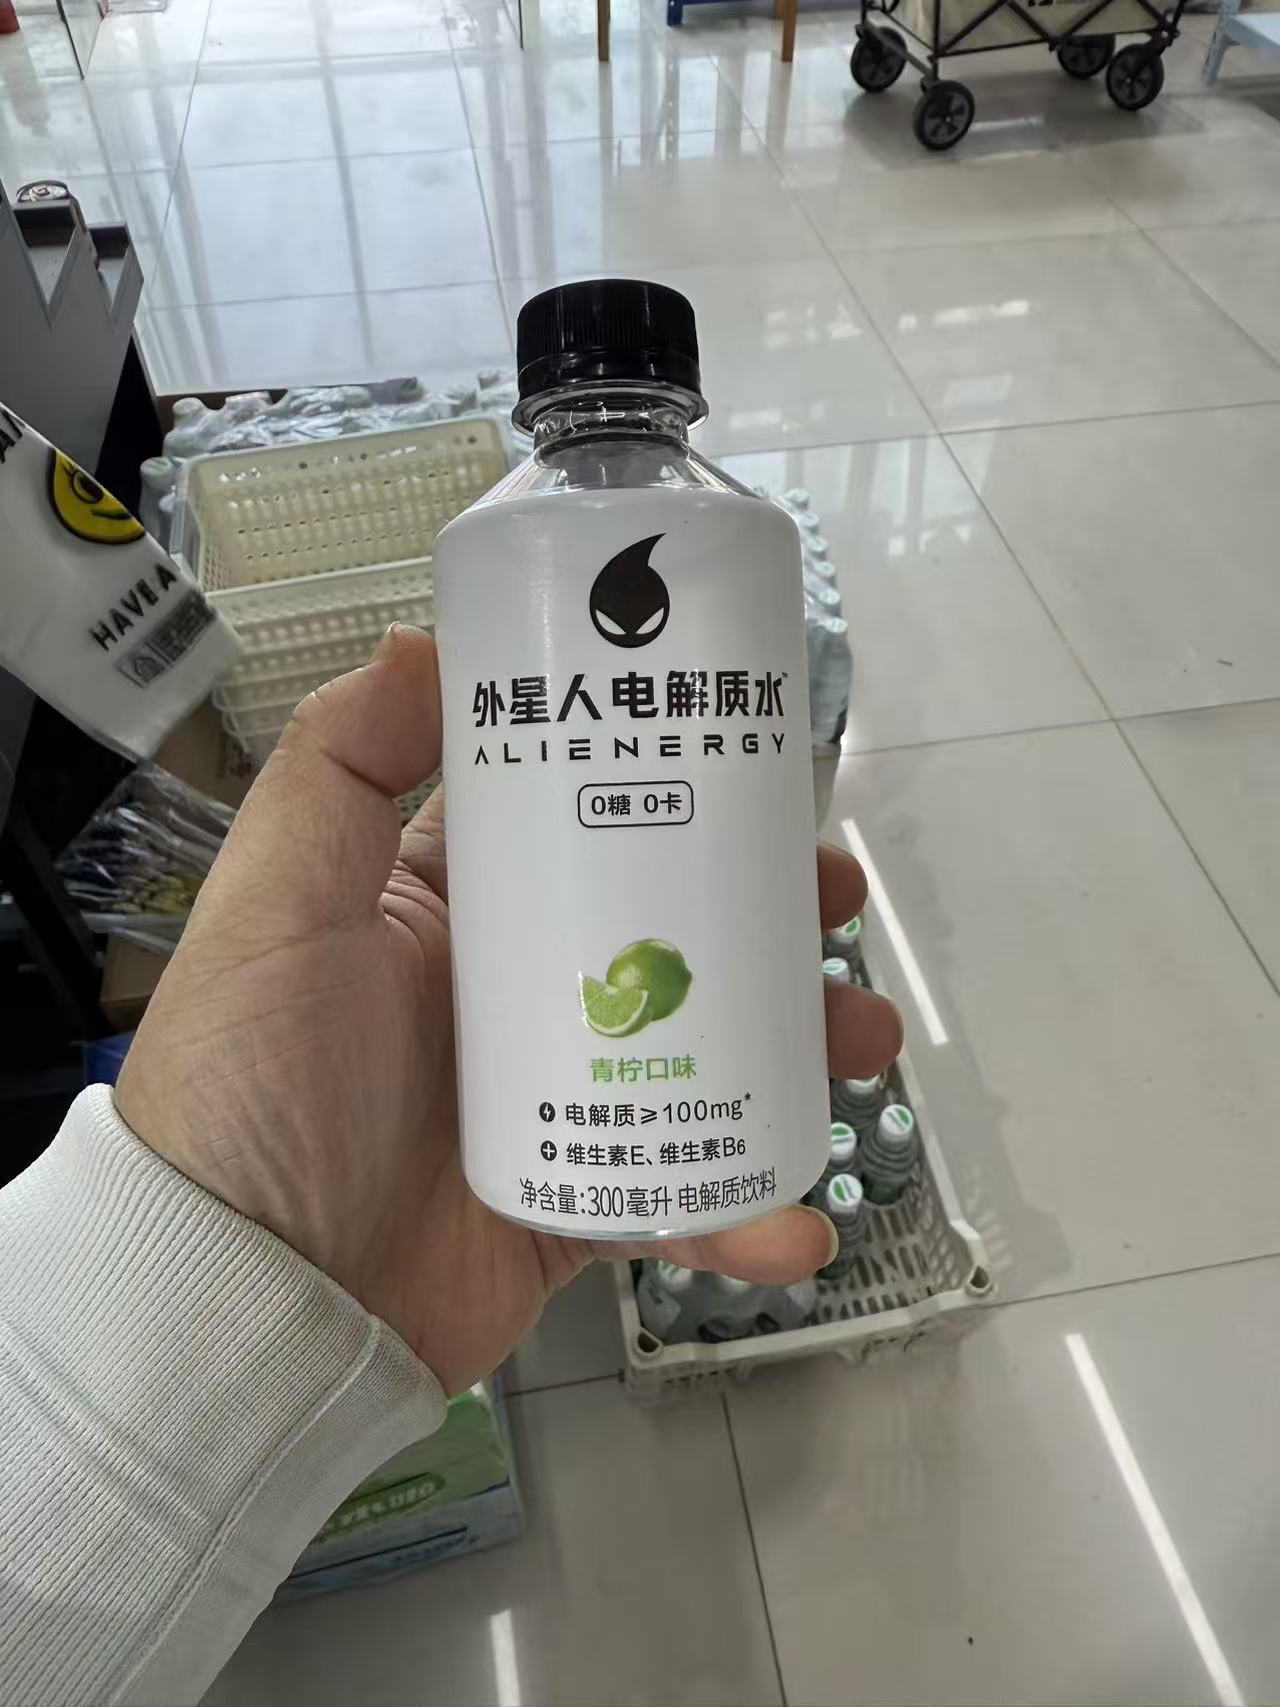 HAVE A
外星人电解质水
ALIENERGY
0糖 0卡
青柠口味
电解质≥100mg*
维生素E、维生素B6
净含量:300毫升 电解质饮料